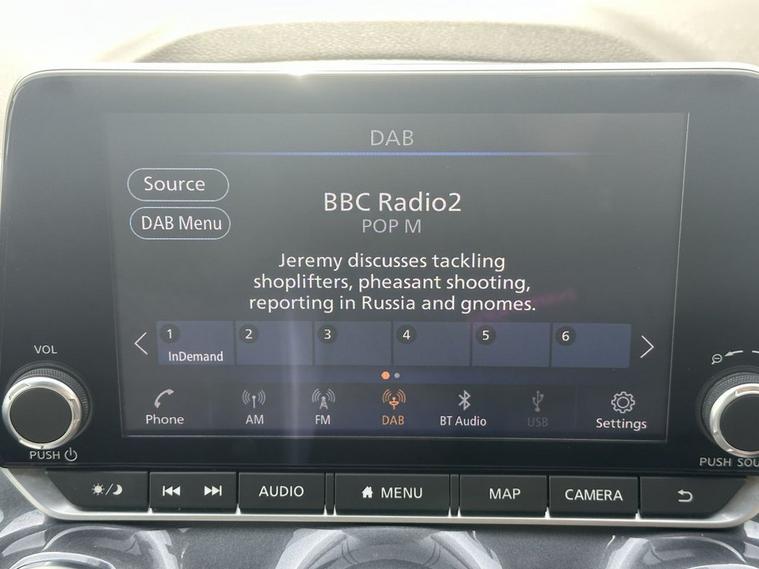 DAB
Source
DAB Menu
BBC Radio2
POP M
Jeremy discusses tackling
shoplifters, pheasant shooting,
reporting in Russia and gnomes.
1 2 3 4 5 6
InDemand
Phone AM FM DAB BT Audio USB Settings
VOL
PUSH
PUSH SOU
AUDIO MENU MAP CAMERA